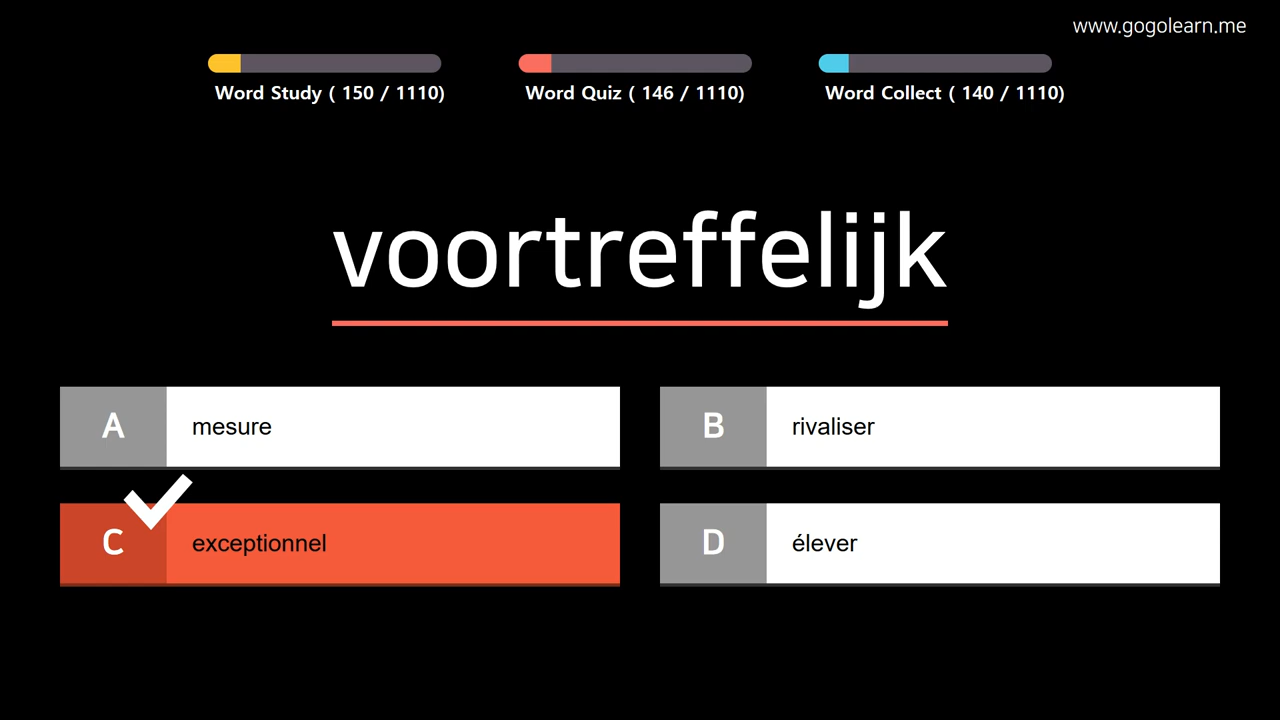 www.gogolearn.me
Word Study ( 150 / 1110)
Word Quiz ( 146 / 1110)
Word Collect ( 140 / 1110)
voortreffelijk
A mesure
B rivaliser
C exceptionnel
D élever